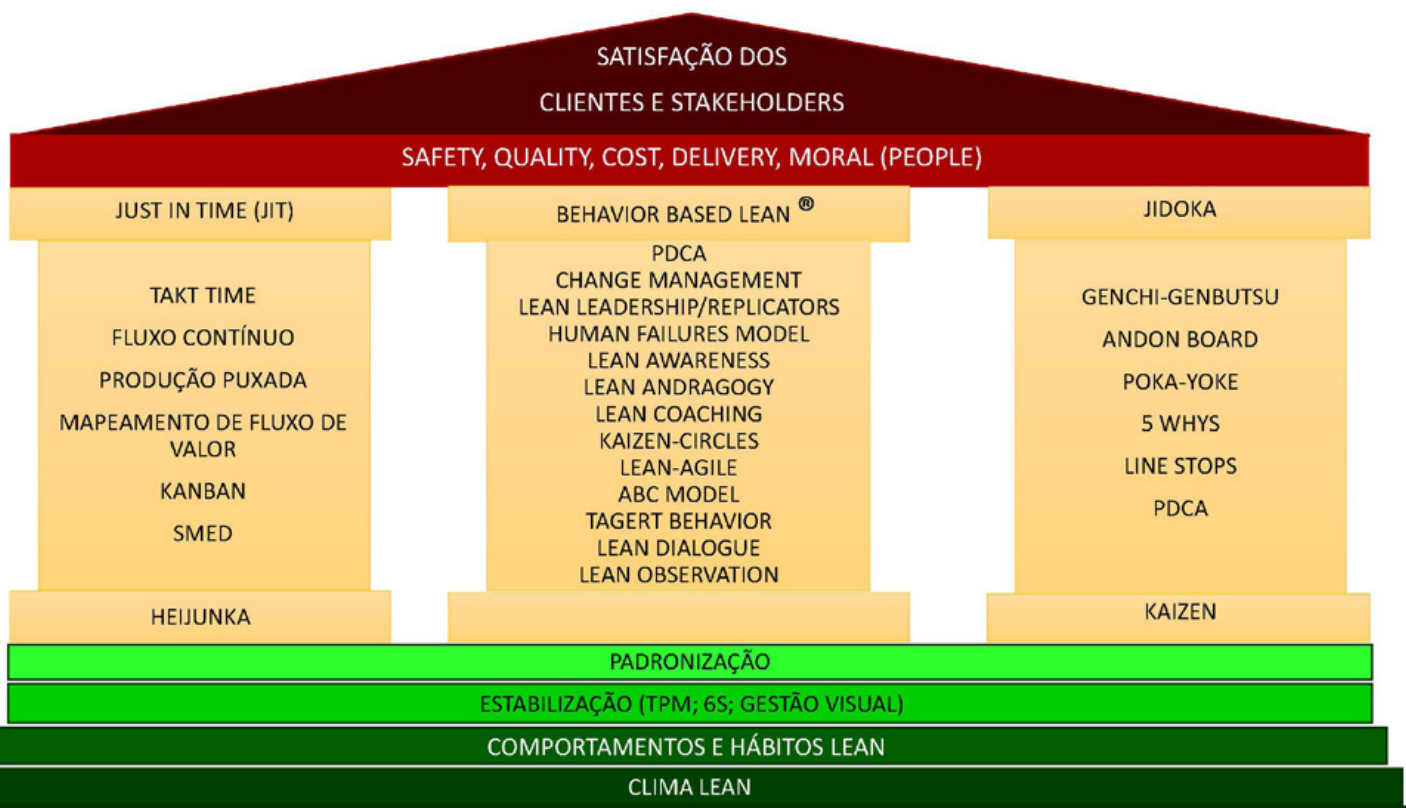 SATISFAÇÃO DOS
CLIENTES E STAKEHOLDERS
SAFETY, QUALITY, COST, DELIVERY, MORAL (PEOPLE)
JUST IN TIME (JIT)
TAKT TIME
FLUXO CONTÍNUO
PRODUÇÃO PUXADA
MAPEAMENTO DE FLUXO DE
VALOR
KANBAN
SMED
HEIJUNKA
BEHAVIOR BASED LEAN ®
PDCA
CHANGE MANAGEMENT
LEAN LEADERSHIP/REPLICATORS
HUMAN FAILURES MODEL
LEAN AWARENESS
LEAN ANDRAGOGY
LEAN COACHING
KAIZEN-CIRCLES
LEAN-AGILE
ABC MODEL
TAGERT BEHAVIOR
LEAN DIALOGUE
LEAN OBSERVATION
JIDOKA
GENCHI-GENBUTSU
ANDON BOARD
POKA-YOKE
5 WHYS
LINE STOPS
PDCA
KAIZEN
PADRONIZAÇÃO
ESTABILIZAÇÃO (TPM; 6S; GESTÃO VISUAL)
COMPORTAMENTOS E HÁBITOS LEAN
CLIMA LEAN